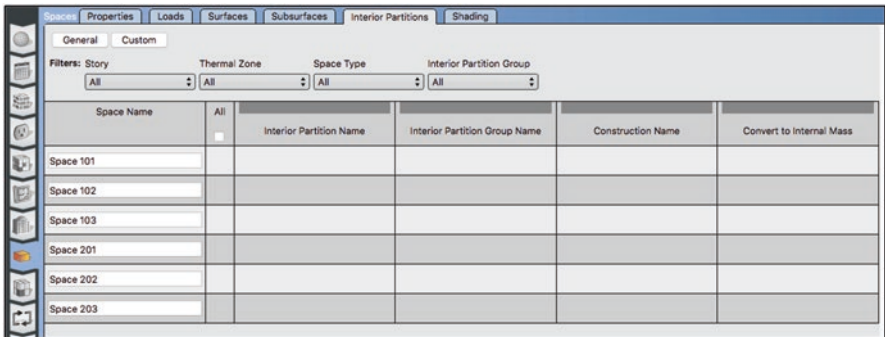 Spaces Properties Loads Surfaces Subsurfaces Interior Partitions Shading
General Custom
Filters: Story Thermal Zone Space Type Interior Partition Group
All All All All
Space Name All Interior Partition Name Interior Partition Group Name Construction Name Convert to Internal Mass
Space 101
Space 102
Space 103
Space 201
Space 202
Space 203